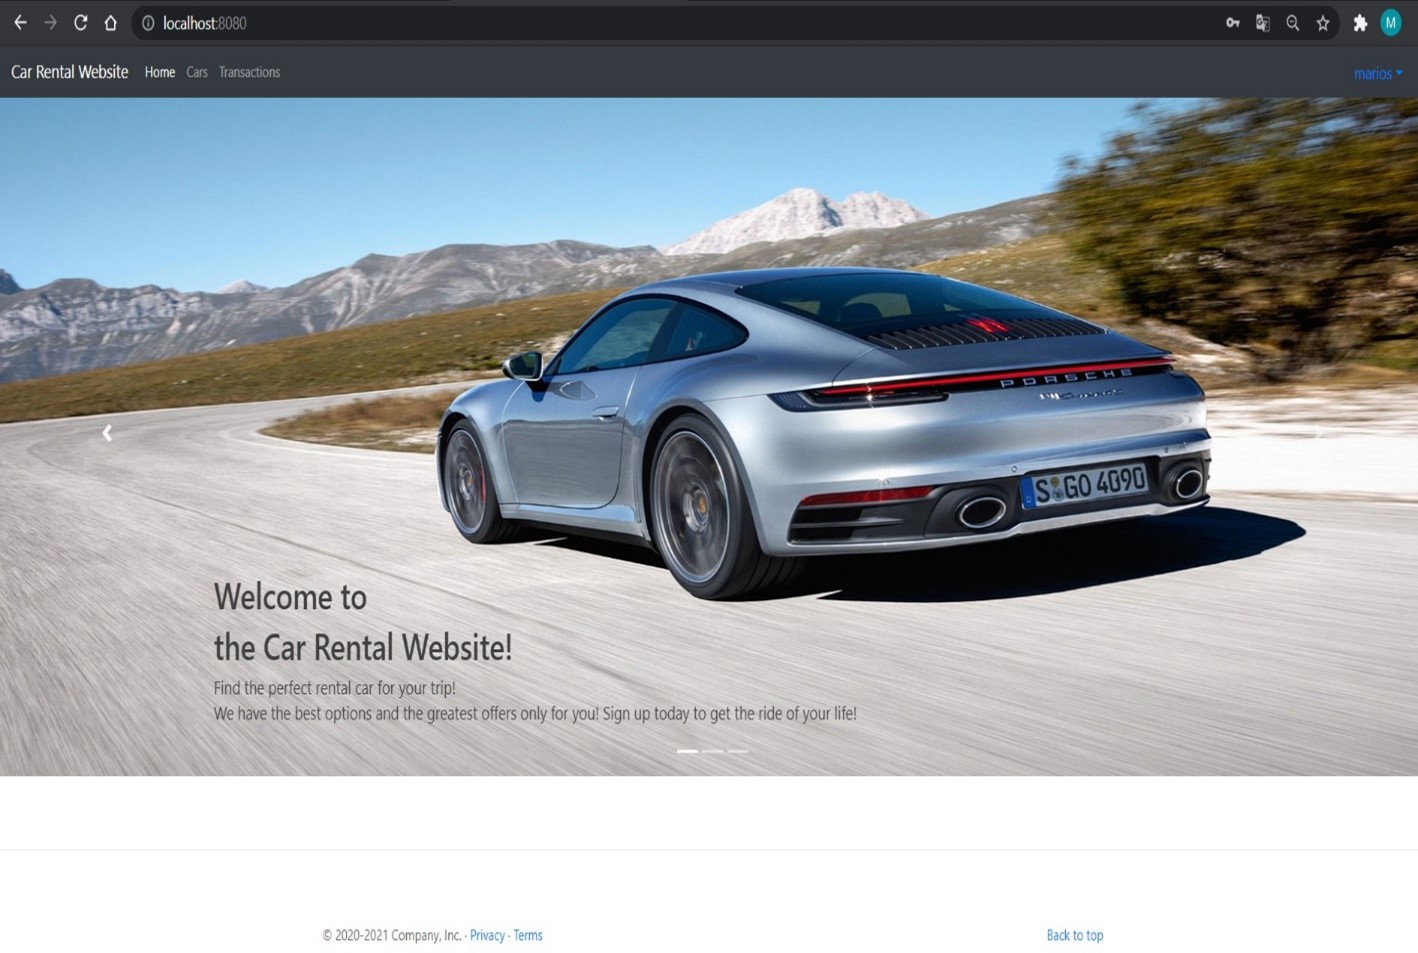 localhost:8080
M
Car Rental Website Home Cars Transactions
marios
PORSCHE
911 Carrera 4S
S GO 4090
Welcome to
the Car Rental Website!
Find the perfect rental car for your trip!
We have the best options and the greatest offers only for you! Sign up today to get the ride of your life!
© 2020-2021 Company, Inc. · Privacy · Terms
Back to top